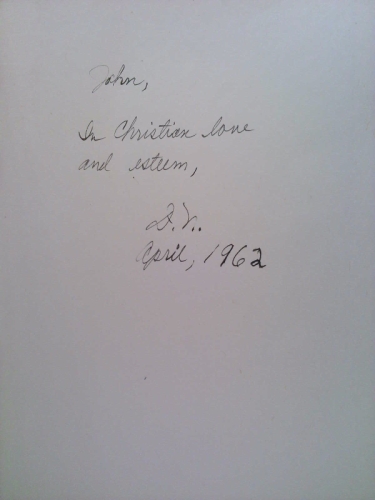 John,
In Christian love
and esteem,
D.V.
April, 1962